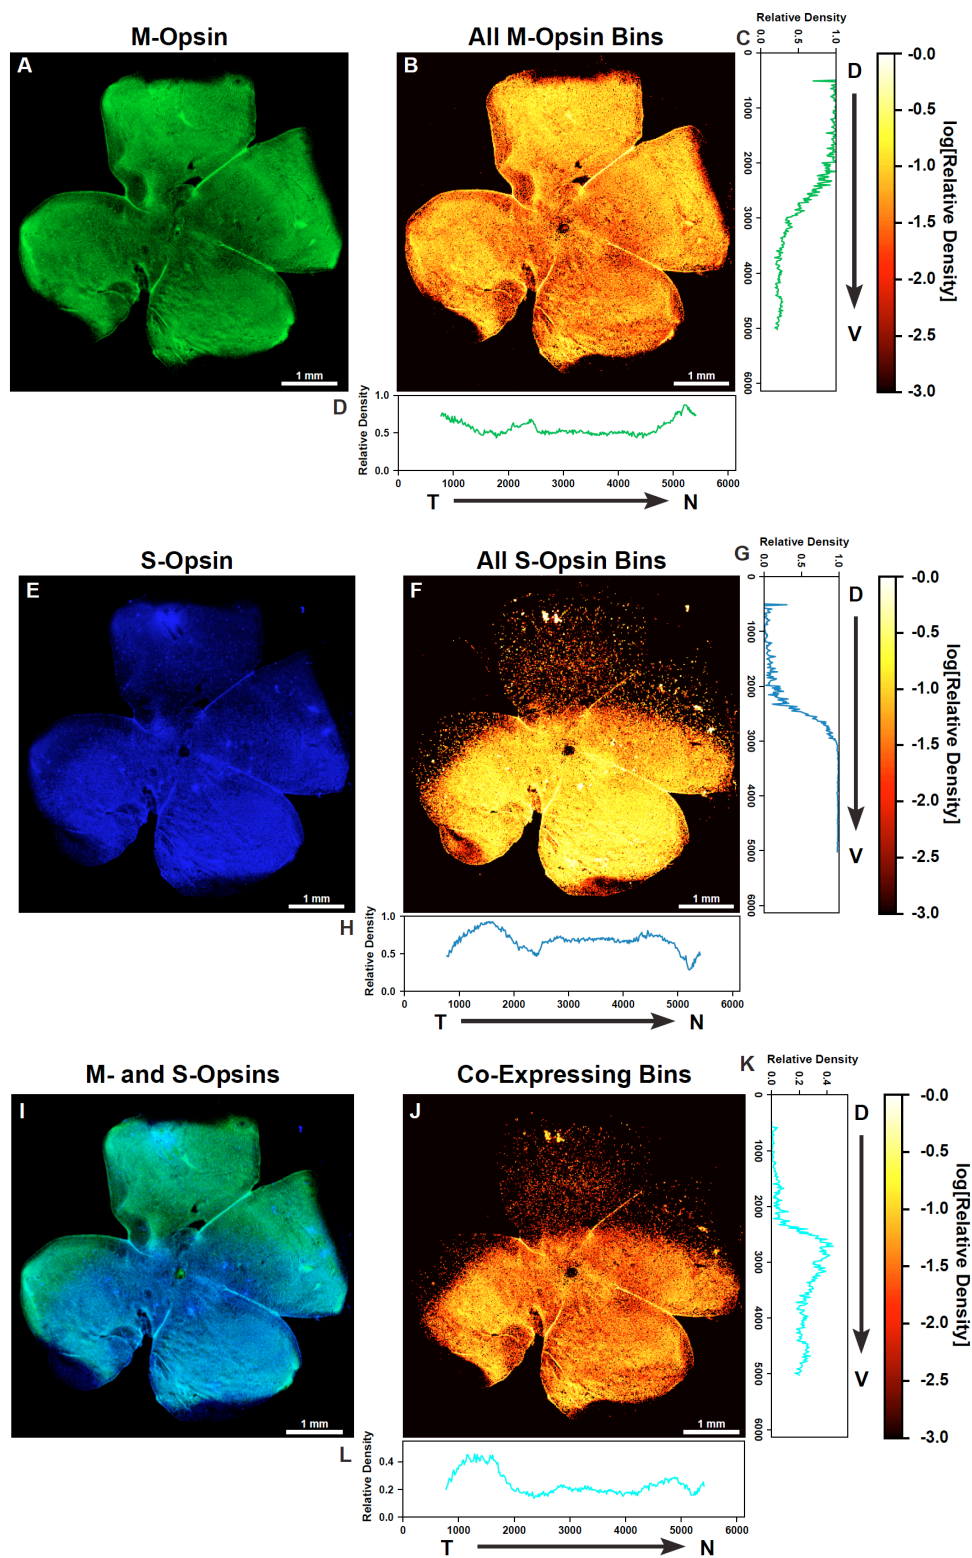 M-Opsin
All M-Opsin Bins
C
Relative Density
0.0
0.5
1.0
A
B
0
1000
2000
3000
4000
5000
6000
D
V
-0.0
-0.5
-1.0
-1.5
-2.0
-2.5
-3.0
log[Relative Density]
1 mm
1 mm
D
Relative Density
1.0
0.5
0.0
0 1000 2000 3000 4000 5000 6000
T N
S-Opsin
All S-Opsin Bins
G
Relative Density
0.0
0.5
1.0
E
F
0
1000
2000
3000
4000
5000
6000
D
V
-0.0
-0.5
-1.0
-1.5
-2.0
-2.5
-3.0
log[Relative Density]
1 mm
1 mm
H
Relative Density
1.0
0.5
0.0
0 1000 2000 3000 4000 5000 6000
T N
M- and S-Opsins
Co-Expressing Bins
K
Relative Density
0.0
0.2
0.4
I
J
0
1000
2000
3000
4000
5000
6000
D
V
-0.0
-0.5
-1.0
-1.5
-2.0
-2.5
-3.0
log[Relative Density]
1 mm
1 mm
L
Relative Density
0.4
0.2
0.0
0 1000 2000 3000 4000 5000 6000
T N